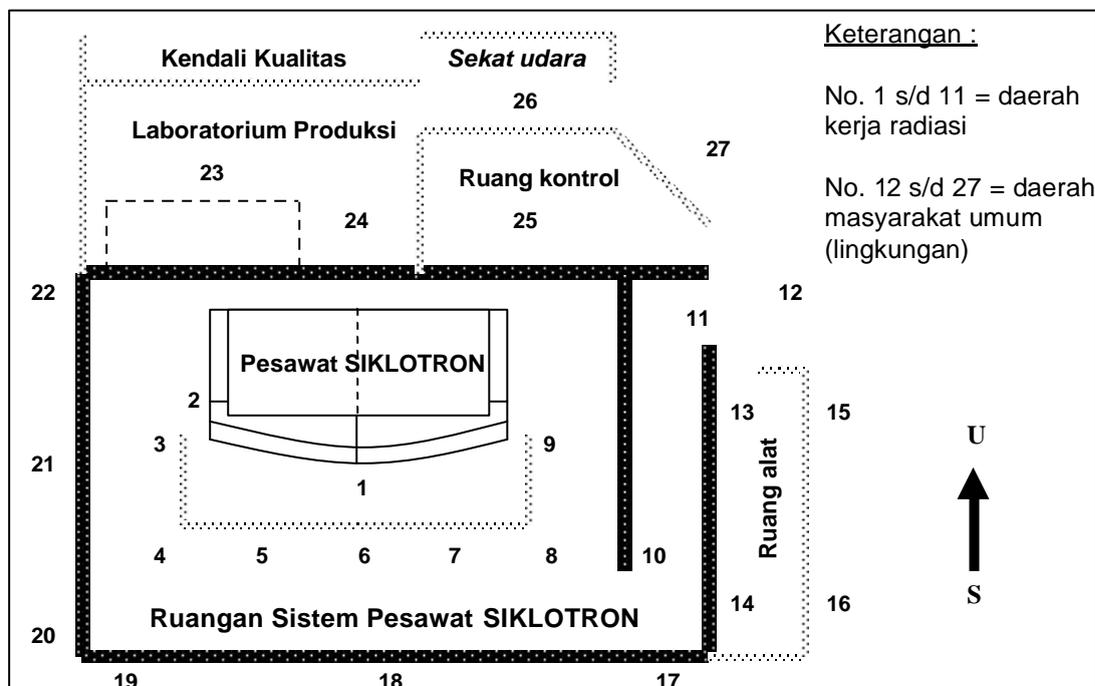 Kendali Kualitas
Sekat udara
26
Laboratorium Produksi
23
24
Ruang kontrol
25
27
Keterangan :
No. 1 s/d 11 = daerah
kerja radiasi
No. 12 s/d 27 = daerah
masyarakat umum
(lingkungan)
22
12
11
Pesawat SIKLOTRON
2
3
9
13
15
21
1
Ruang alat
U
S
4
5
6
7
8
10
14
16
Ruangan Sistem Pesawat SIKLOTRON
20
19
18
17